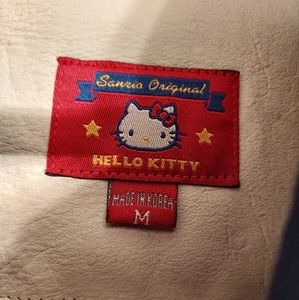 Sanrio Original
HELLO KITTY
MADE IN KOREA
M